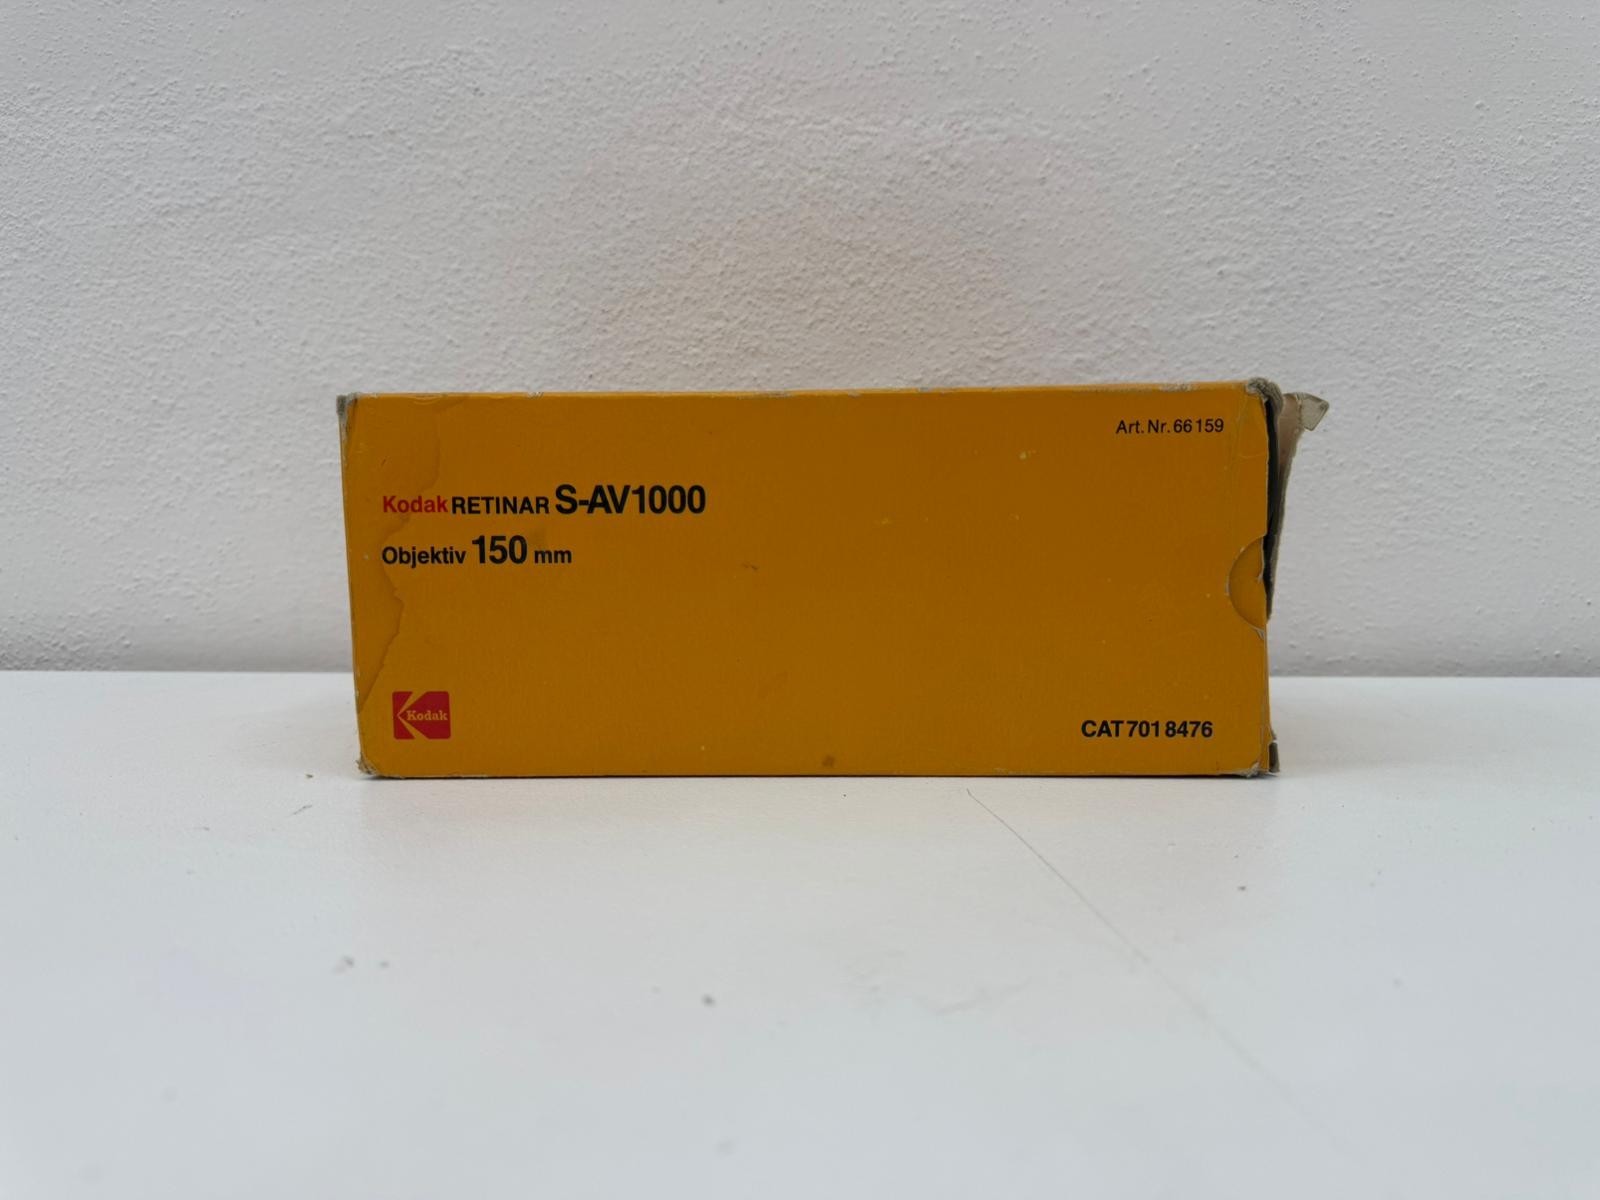 Art. Nr. 66 159
Kodak RETINAR S-AV1000
Objektiv 150 mm
Kodak
CAT 701 8476